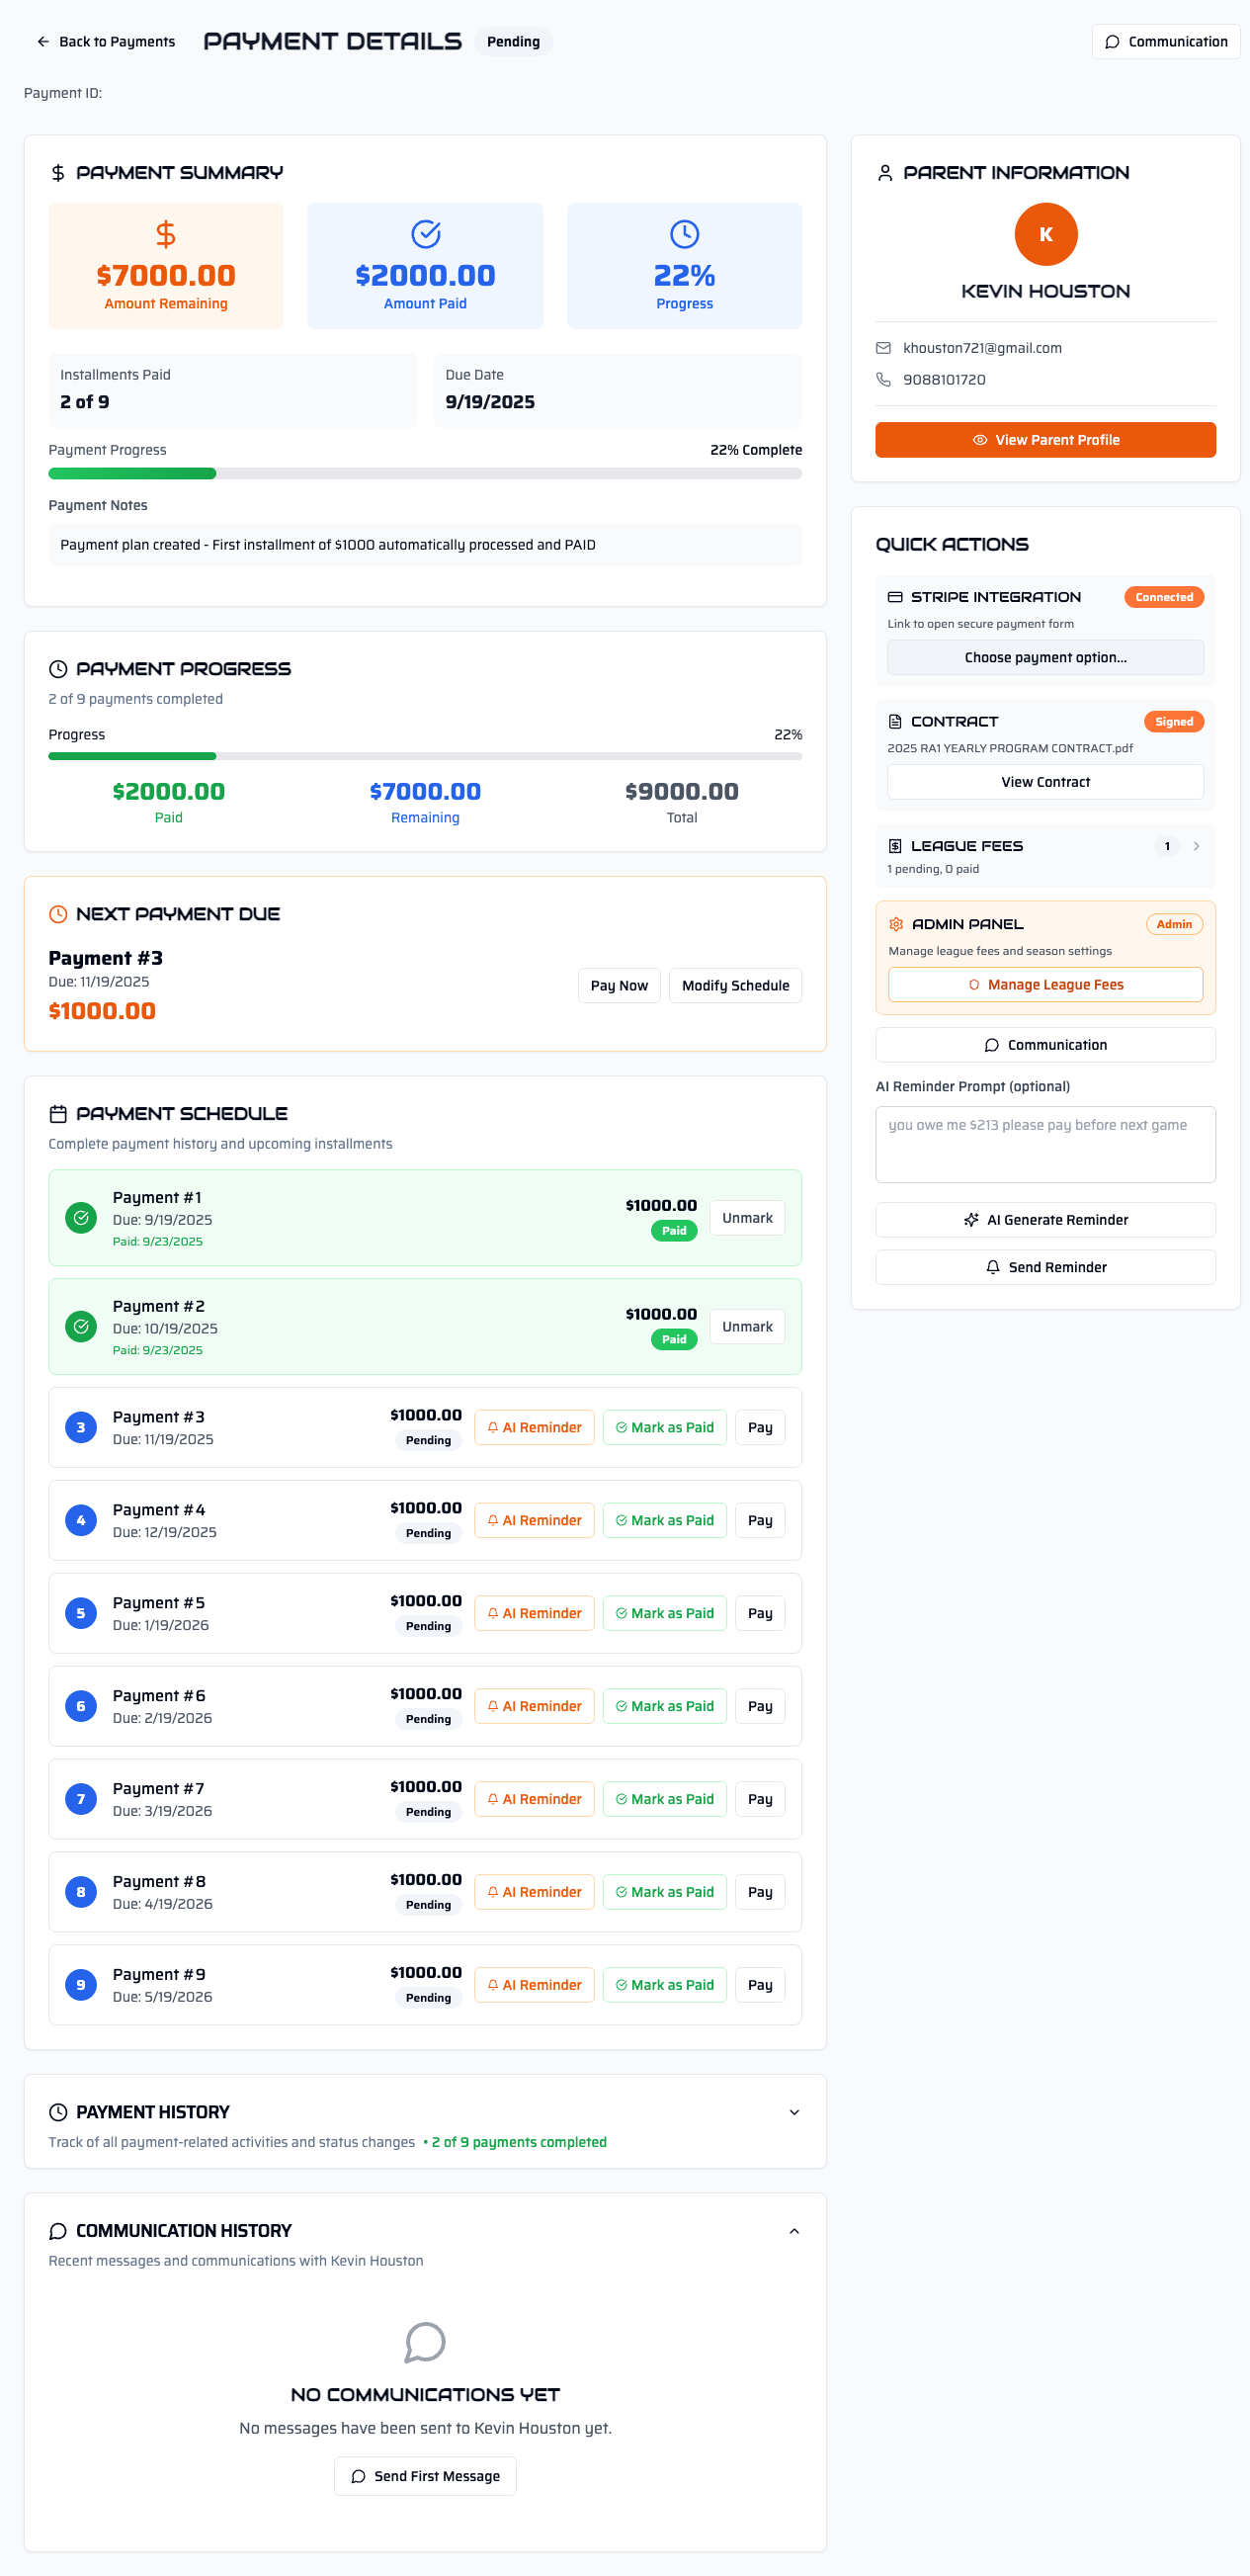 Back to Payments
PAYMENT DETAILS
Pending
Communication
Payment ID:
PAYMENT SUMMARY
$7000.00
Amount Remaining
$2000.00
Amount Paid
22%
Progress
Installments Paid
2 of 9
Due Date
9/19/2025
Payment Progress
22% Complete
Payment Notes
Payment plan created - First installment of $1000 automatically processed and PAID
PAYMENT PROGRESS
2 of 9 payments completed
Progress
22%
$2000.00
Paid
$7000.00
Remaining
$9000.00
Total
NEXT PAYMENT DUE
Payment #3
Due: 11/19/2025
$1000.00
Pay Now
Modify Schedule
PAYMENT SCHEDULE
Complete payment history and upcoming installments
Payment #1
Due: 9/19/2025
Paid: 9/23/2025
$1000.00
Paid
Unmark
Payment #2
Due: 10/19/2025
Paid: 9/23/2025
$1000.00
Paid
Unmark
3
Payment #3
Due: 11/19/2025
$1000.00
Pending
AI Reminder
Mark as Paid
Pay
4
Payment #4
Due: 12/19/2025
$1000.00
Pending
AI Reminder
Mark as Paid
Pay
5
Payment #5
Due: 1/19/2026
$1000.00
Pending
AI Reminder
Mark as Paid
Pay
6
Payment #6
Due: 2/19/2026
$1000.00
Pending
AI Reminder
Mark as Paid
Pay
7
Payment #7
Due: 3/19/2026
$1000.00
Pending
AI Reminder
Mark as Paid
Pay
8
Payment #8
Due: 4/19/2026
$1000.00
Pending
AI Reminder
Mark as Paid
Pay
9
Payment #9
Due: 5/19/2026
$1000.00
Pending
AI Reminder
Mark as Paid
Pay
PAYMENT HISTORY
Track of all payment-related activities and status changes • 2 of 9 payments completed
COMMUNICATION HISTORY
Recent messages and communications with Kevin Houston
NO COMMUNICATIONS YET
No messages have been sent to Kevin Houston yet.
Send First Message
PARENT INFORMATION
K
KEVIN HOUSTON
khouston721@gmail.com
9088101720
View Parent Profile
QUICK ACTIONS
STRIPE INTEGRATION
Connected
Link to open secure payment form
Choose payment option...
CONTRACT
Signed
2025 RA1 YEARLY PROGRAM CONTRACT.pdf
View Contract
LEAGUE FEES
1
1 pending, 0 paid
ADMIN PANEL
Admin
Manage league fees and season settings
Manage League Fees
Communication
AI Reminder Prompt (optional)
you owe me $213 please pay before next game
AI Generate Reminder
Send Reminder